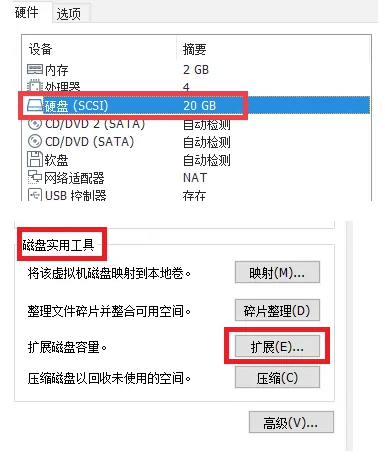 硬件 选项
设备 摘要
内存 2 GB
处理器 4
硬盘 (SCSI) 20 GB
CD/DVD 2 (SATA) 自动检测
CD/DVD (SATA) 自动检测
软盘 自动检测
网络适配器 NAT
USB 控制器 存在
磁盘实用工具
将该虚拟机磁盘映射到本地卷。 映射(M)...
整理文件碎片并整合可用空间。 碎片整理(D)
扩展磁盘容量。 扩展(E)...
压缩磁盘以回收未使用的空间。 压缩(C)
高级(V)...